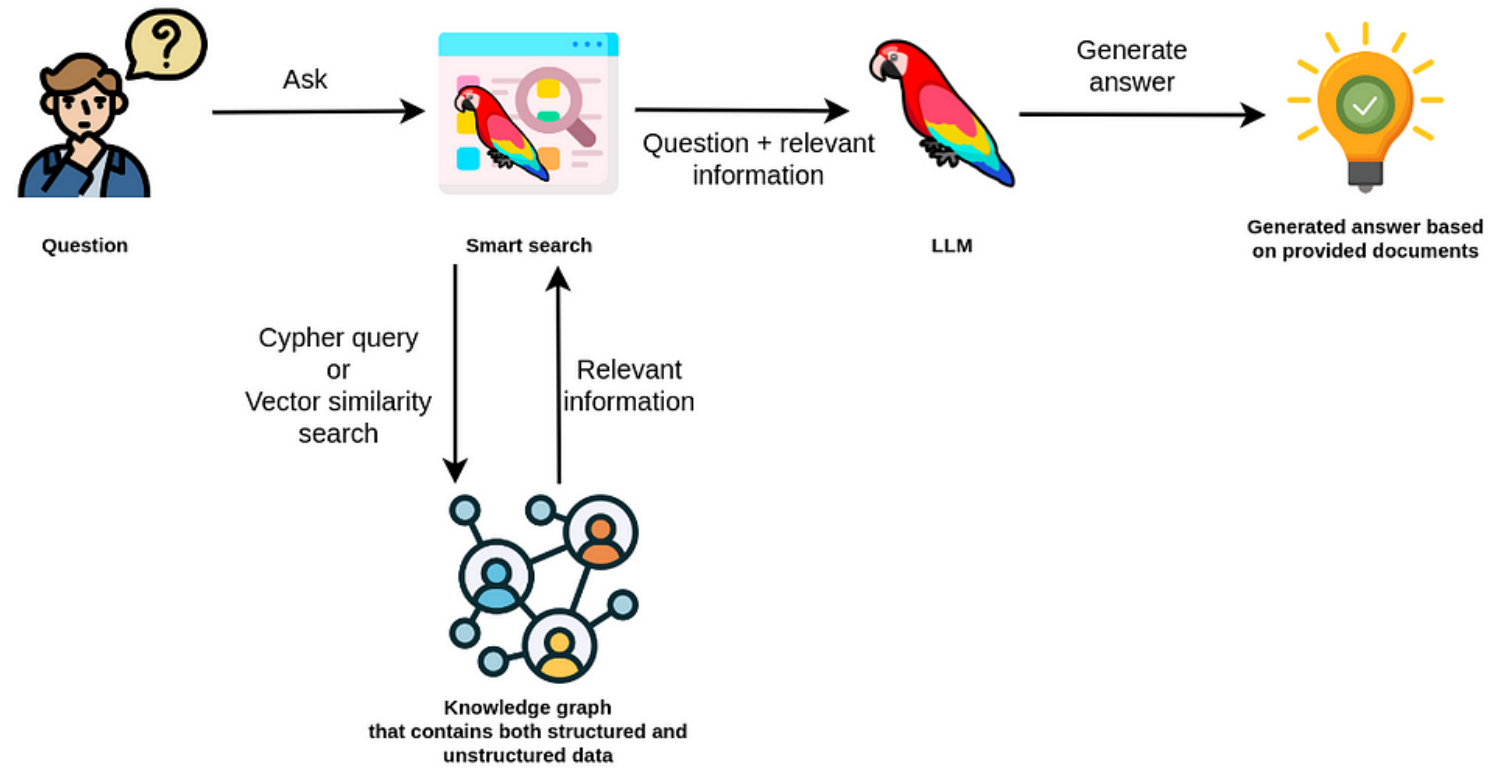 ?
Ask
Question + relevant
information
Generate
answer
Question
Smart search
LLM
Generated answer based
on provided documents
Cypher query
or
Vector similarity
search
Relevant
information
Knowledge graph
that contains both structured and
unstructured data